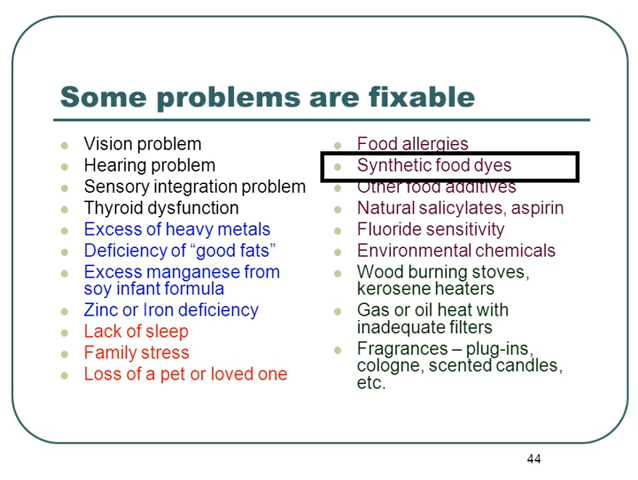 Some problems are fixable
Vision problem
Hearing problem
Sensory integration problem
Thyroid dysfunction
Excess of heavy metals
Deficiency of “good fats”
Excess manganese from
soy infant formula
Zinc or Iron deficiency
Lack of sleep
Family stress
Loss of a pet or loved one
Food allergies
Synthetic food dyes
Other food additives
Natural salicylates, aspirin
Fluoride sensitivity
Environmental chemicals
Wood burning stoves,
kerosene heaters
Gas or oil heat with
inadequate filters
Fragrances – plug-ins,
cologne, scented candles,
etc.
44